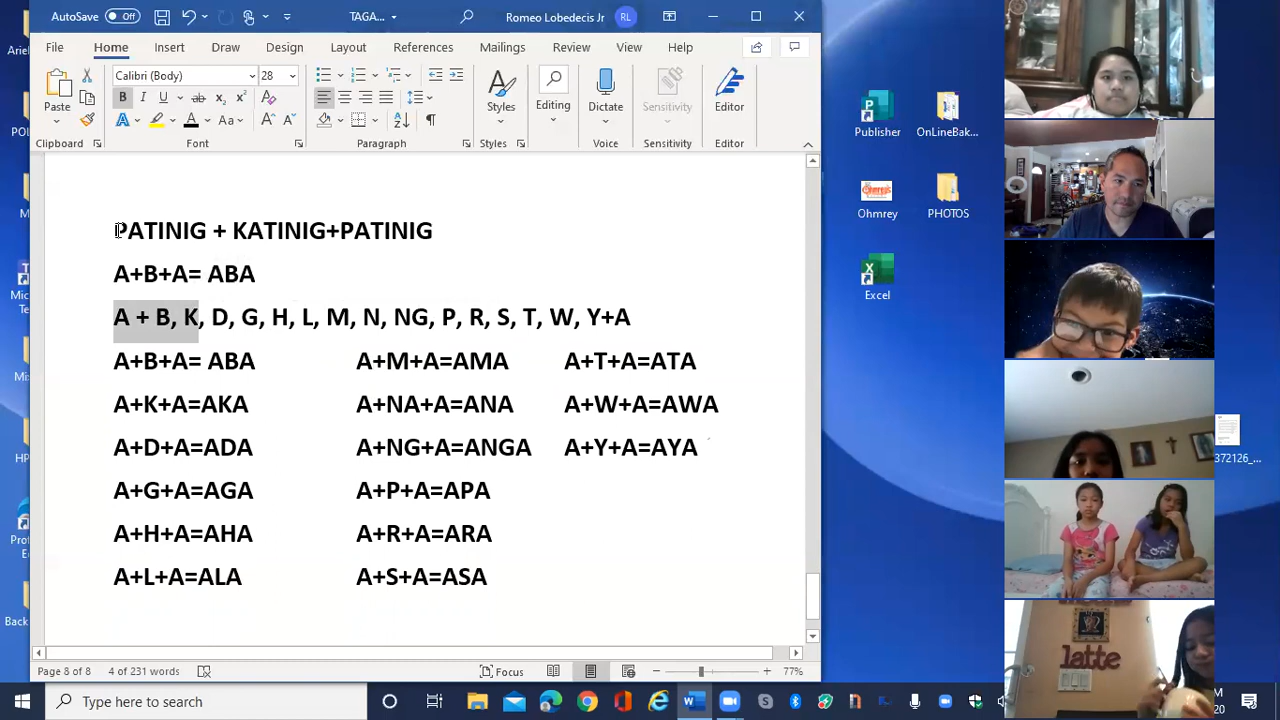 AutoSave Off TAGA... Romeo Lobedecis Jr RL
File Home Insert Draw Design Layout References Mailings Review View Help
Calibri (Body) 28
Paste Styles Editing Dictate Sensitivity Editor
Clipboard Font Paragraph Styles Voice Sensitivity Editor
PATINIG + KATINIG+PATINIG
A+B+A= ABA
A + B, K, D, G, H, L, M, N, NG, P, R, S, T, W, Y+A
A+B+A= ABA A+M+A=AMA A+T+A=ATA
A+K+A=AKA A+NA+A=ANA A+W+A=AWA
A+D+A=ADA A+NG+A=ANGA A+Y+A=AYA
A+G+A=AGA A+P+A=APA
A+H+A=AHA A+R+A=ARA
A+L+A=ALA A+S+A=ASA
Page 8 of 8 4 of 231 words Focus 77%
Type here to search
Publisher OnLineBak...
Ohmrey PHOTOS
Excel
372126_...
latte